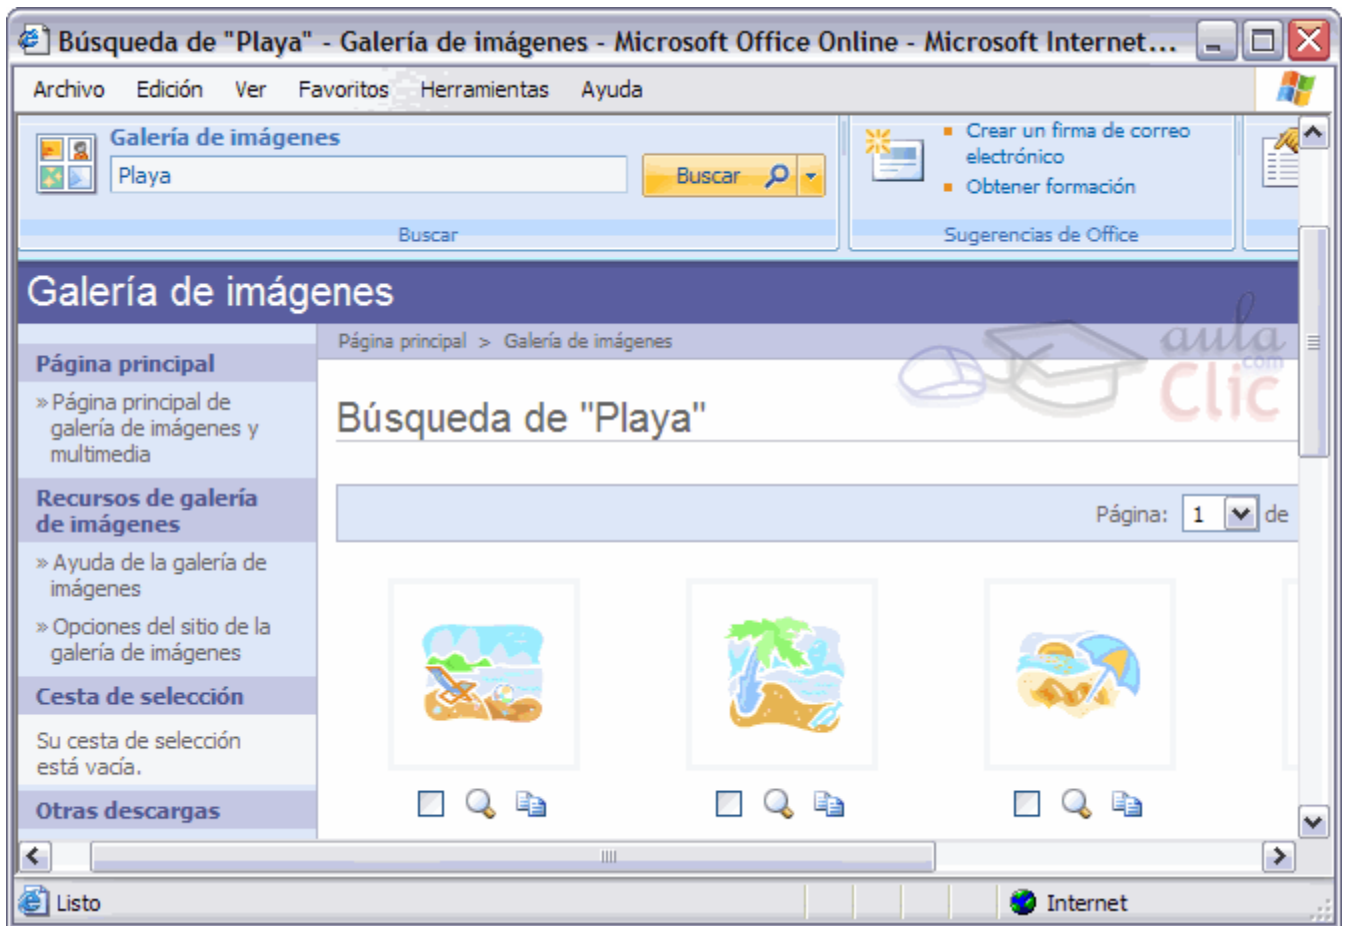 Búsqueda de "Playa" - Galería de imágenes - Microsoft Office Online - Microsoft Internet...
Archivo Edición Ver Favoritos Herramientas Ayuda
Galería de imágenes
Playa
Buscar
Buscar
Crear un firma de correo
electrónico
Obtener formación
Sugerencias de Office
Galería de imágenes
Página principal
» Página principal de
galería de imágenes y
multimedia
Recursos de galería
de imágenes
» Ayuda de la galería de
imágenes
» Opciones del sitio de la
galería de imágenes
Cesta de selección
Su cesta de selección
está vacía.
Otras descargas
Página principal > Galería de imágenes
aula
.com
Clic
Búsqueda de "Playa"
Página: 1 de
Listo
Internet